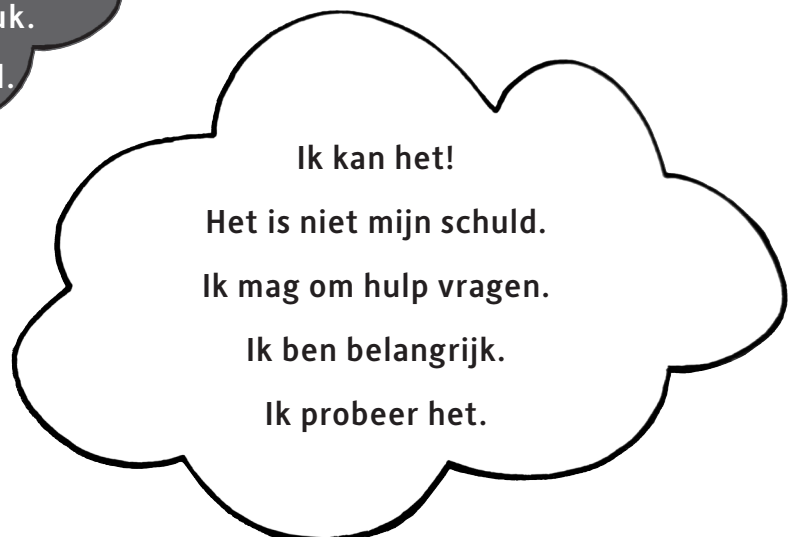 Ik kan het!
Het is niet mijn schuld.
Ik mag om hulp vragen.
Ik ben belangrijk.
Ik probeer het.